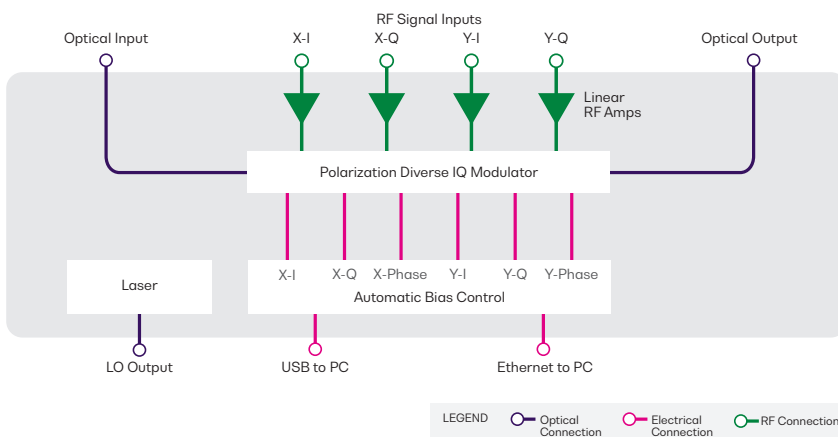 RF Signal Inputs
Optical Input
X-I
X-Q
Y-I
Y-Q
Optical Output
Linear
RF Amps
Polarization Diverse IQ Modulator
X-I
X-Q
X-Phase
Y-I
Y-Q
Y-Phase
Automatic Bias Control
Laser
LO Output
USB to PC
Ethernet to PC
LEGEND
Optical
Connection
Electrical
Connection
RF Connection